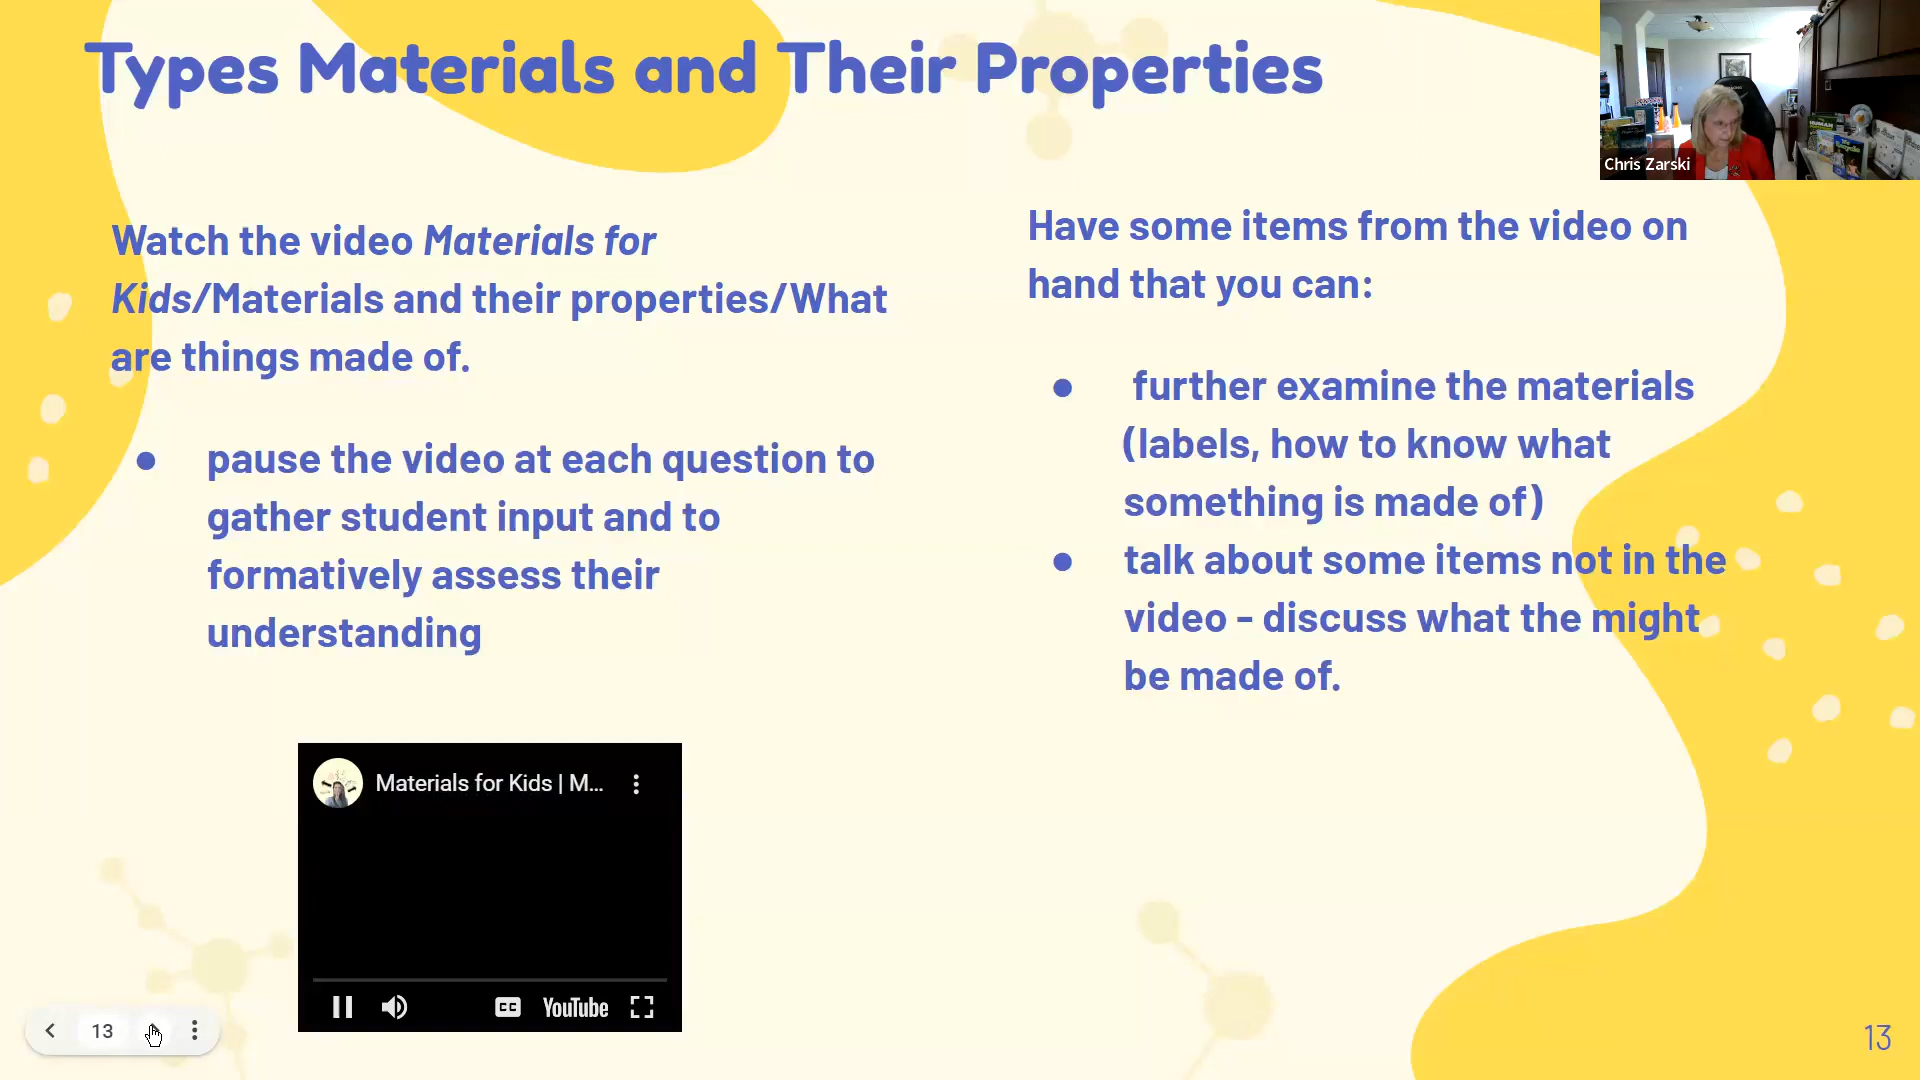 Types Materials and Their Properties
Chris Zarski
Watch the video Materials for
Kids/Materials and their properties/What
are things made of.
● pause the video at each question to
gather student input and to
formatively assess their
understanding
Have some items from the video on
hand that you can:
● further examine the materials
(labels, how to know what
something is made of)
● talk about some items not in the
video - discuss what the might
be made of.
Materials for Kids | M...
CC YouTube
13
13